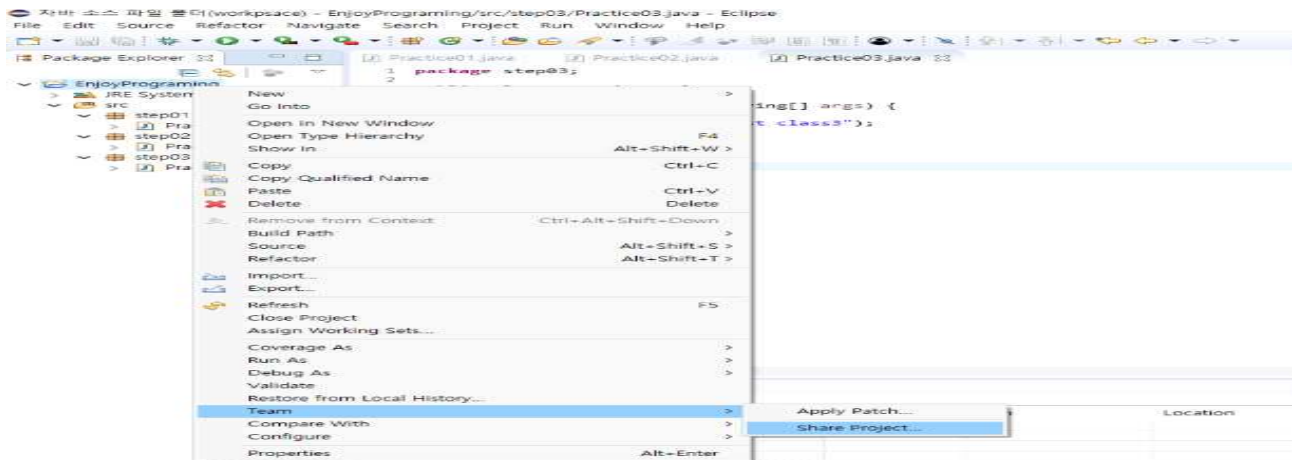 자바 소스 파일 폴더(workpsace) - EnjoyPrograming/src/step03/Practice03.java - Eclipse
File Edit Source Refactor Navigate Search Project Run Window Help
Package Explorer Practice01.java Practice02.java Practice03.java
1 package step03;
2
EnjoyPrograming
JRE System
src
step01
Pra
step02
Pra
step03
Pra
ing[] args) {
t class3");
New >
Go Into
Open in New Window
Open Type Hierarchy F4
Show In Alt+Shift+W >
Copy Ctrl+C
Copy Qualified Name
Paste Ctrl+V
Delete Delete
Remove from Context Ctrl+Alt+Shift+Down
Build Path >
Source Alt+Shift+S >
Refactor Alt+Shift+T >
Import...
Export...
Refresh F5
Close Project
Assign Working Sets...
Coverage As >
Run As >
Debug As >
Validate
Restore from Local History...
Team >
Compare With >
Configure >
Properties Alt+Enter
Apply Patch...
Share Project...
Location